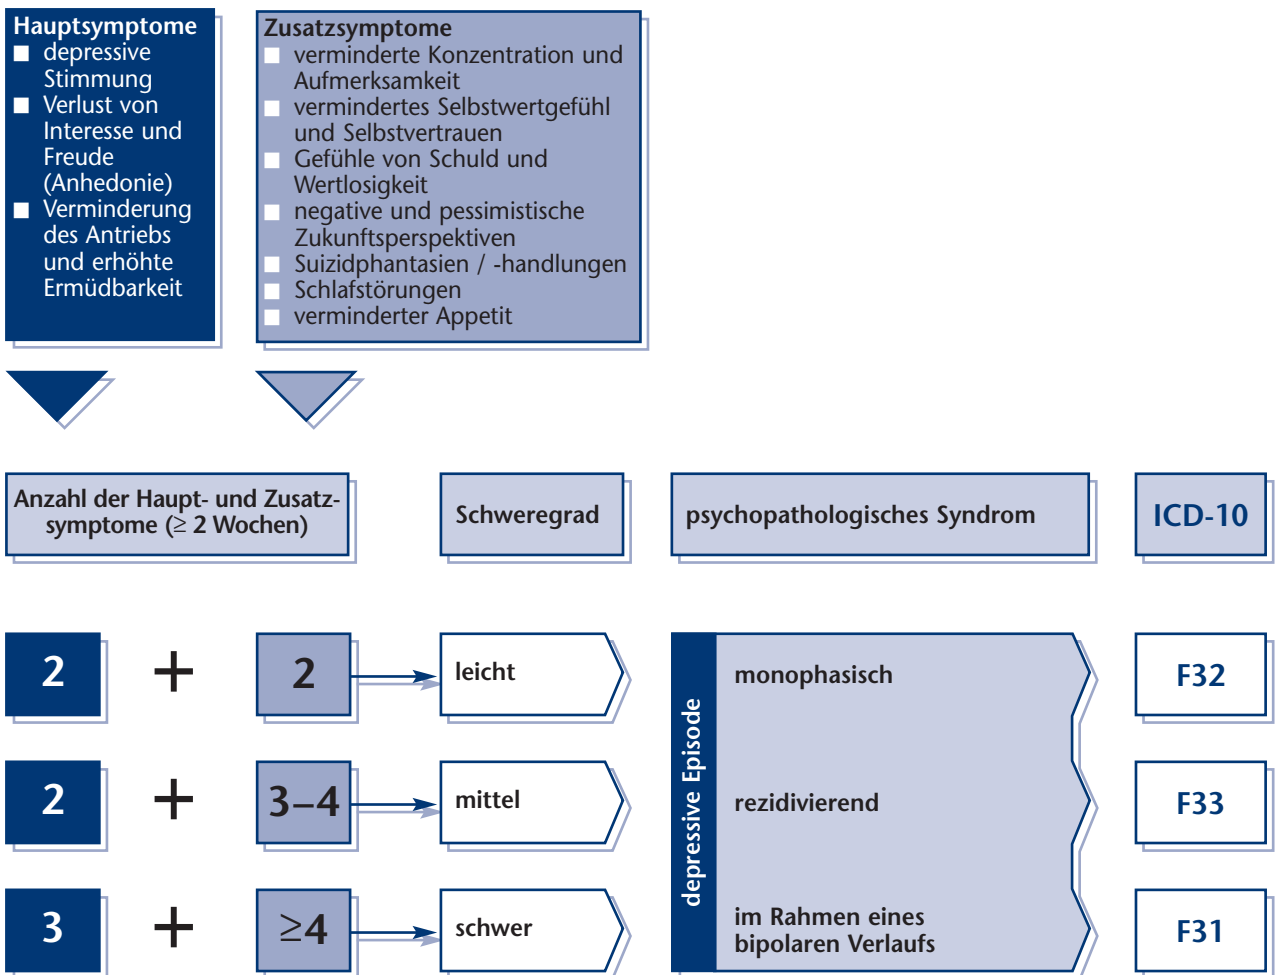 Hauptsymptome
■ depressive
Stimmung
■ Verlust von
Interesse und
Freude
(Anhedonie)
■ Verminderung
des Antriebs
und erhöhte
Ermüdbarkeit
Zusatzsymptome
■ verminderte Konzentration und
Aufmerksamkeit
■ vermindertes Selbstwertgefühl
und Selbstvertrauen
■ Gefühle von Schuld und
Wertlosigkeit
■ negative und pessimistische
Zukunftsperspektiven
■ Suizidphantasien / -handlungen
■ Schlafstörungen
■ verminderter Appetit
Anzahl der Haupt- und Zusatz-
symptome (≥ 2 Wochen)
Schweregrad
psychopathologisches Syndrom
ICD-10
2 + 2
leicht
monophasisch
F32
2 + 3–4
mittel
rezidivierend
F33
3 + ≥4
schwer
im Rahmen eines
bipolaren Verlaufs
F31
depressive Episode